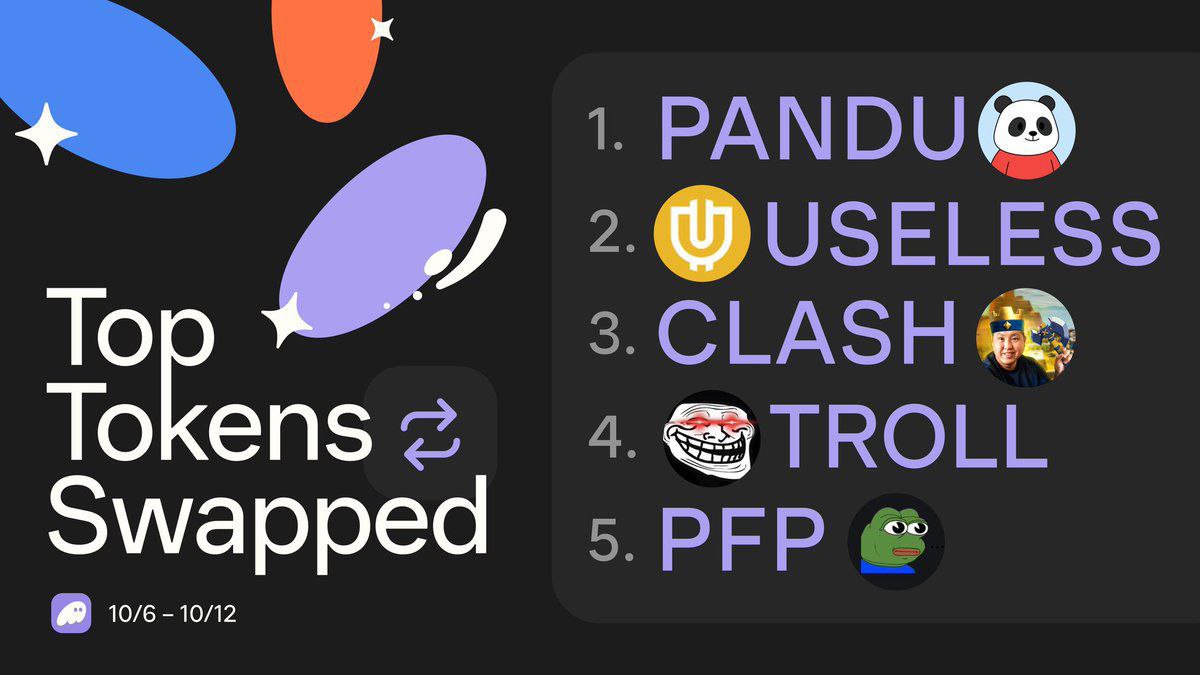 Top
Tokens
Swapped
10/6 – 10/12
1. PANDU
2. USELESS
3. CLASH
4. TROLL
5. PFP